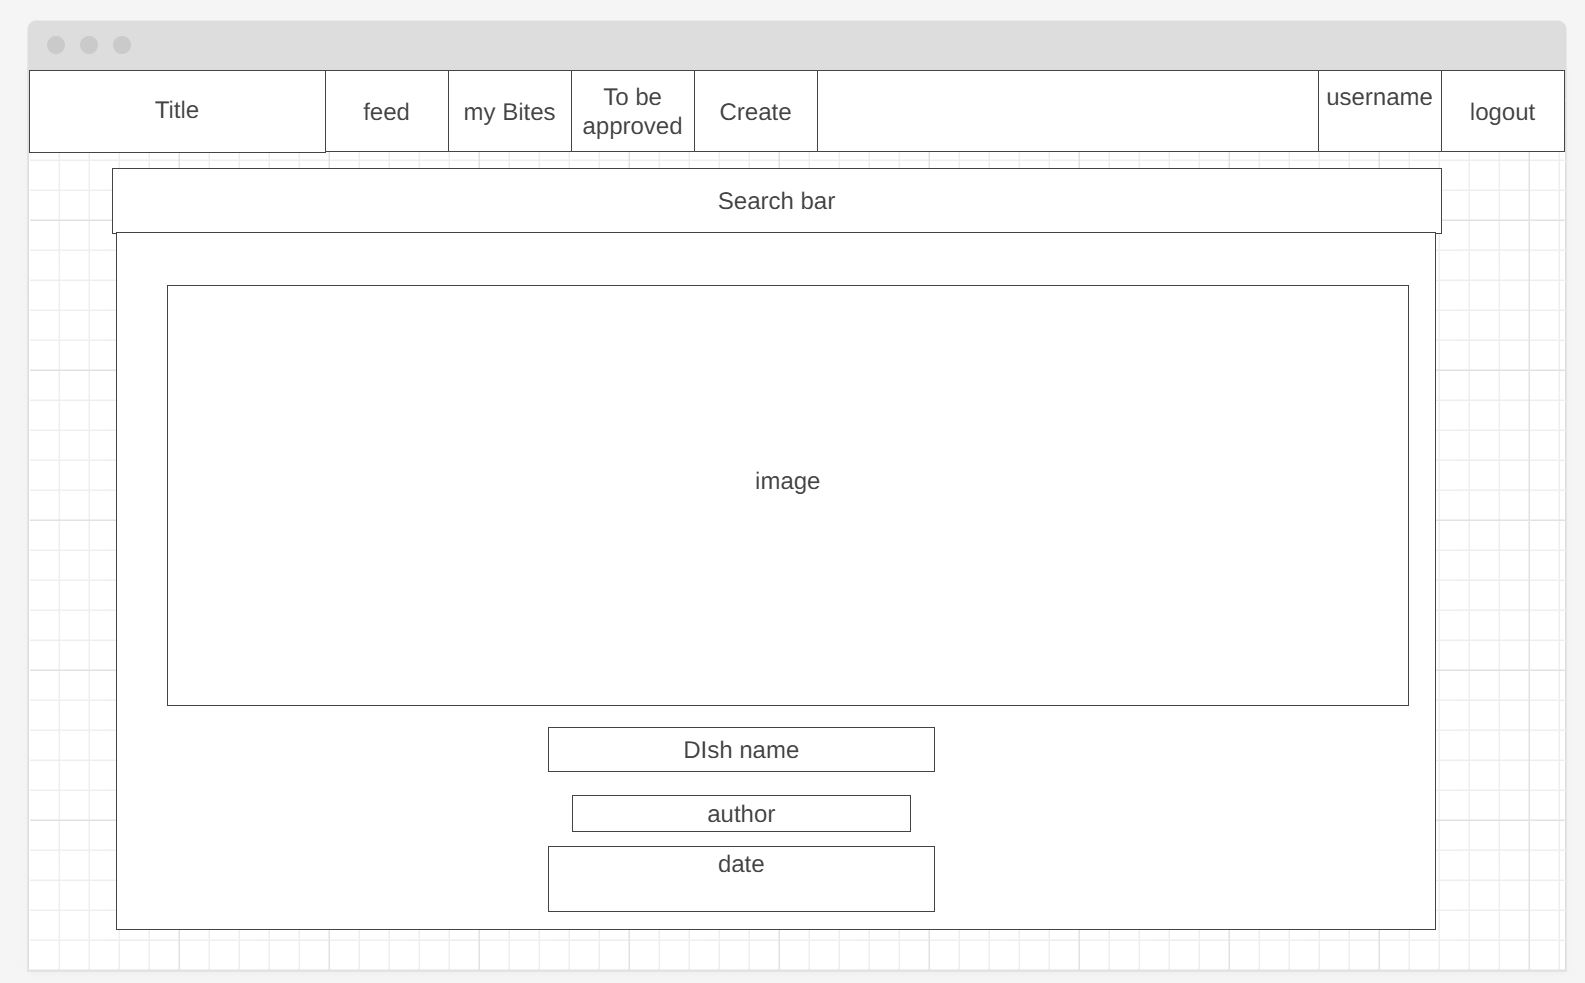 Title
feed
my Bites
To be
approved
Create
username
logout
Search bar
image
DIsh name
author
date